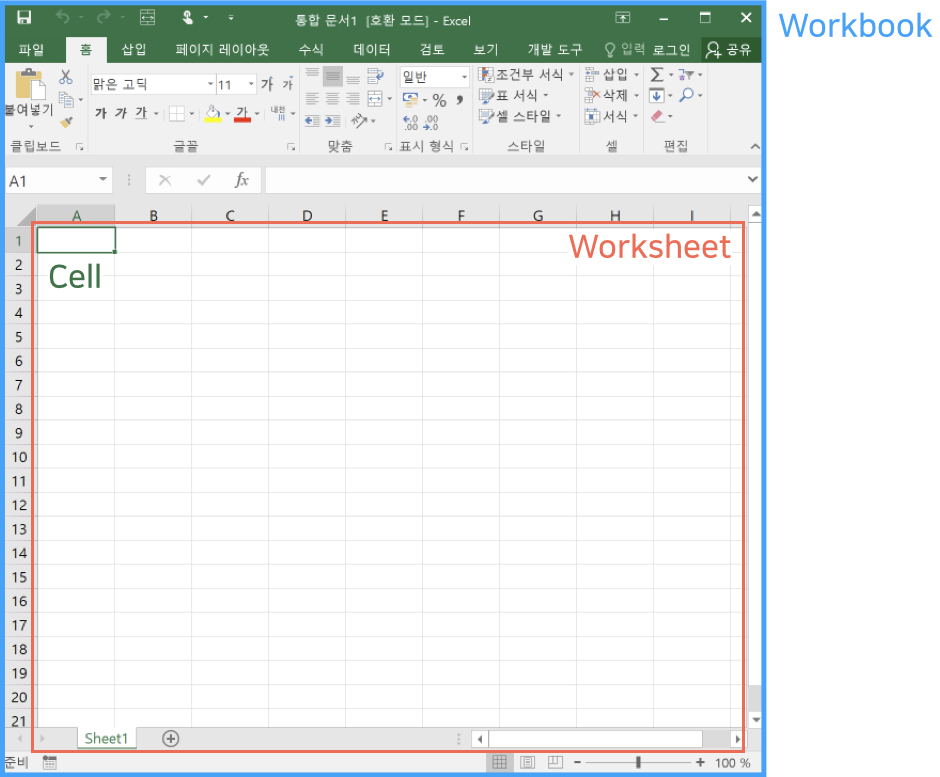 통합 문서1 [호환 모드] - Excel
Workbook
파일 홈 삽입 페이지 레이아웃 수식 데이터 검토 보기 개발 도구 입력 로그인 공유
붙여넣기
맑은 고딕 11 가 가
가 가 가 가 내천
일반
% ,
.00 .0 .00 .0
조건부 서식
표 서식
셀 스타일
삽입
삭제
서식
Σ
클립보드 글꼴 맞춤 표시 형식 스타일 셀 편집
A1 fx
A B C D E F G H I
Worksheet
Cell
1
2
3
4
5
6
7
8
9
10
11
12
13
14
15
16
17
18
19
20
21
Sheet1
준비 100 %